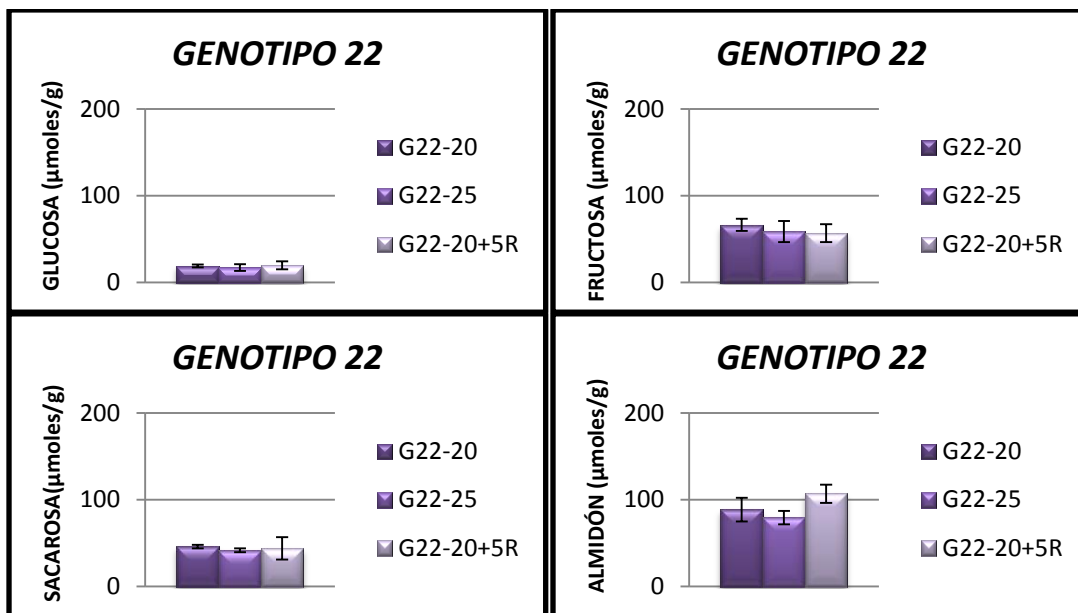 GENOTIPO 22
GLUCOSA (µmoles/g)
200
100
0
G22-20
G22-25
G22-20+5R
GENOTIPO 22
FRUCTOSA (µmoles/g)
200
100
0
G22-20
G22-25
G22-20+5R
GENOTIPO 22
SACAROSA(µmoles/g)
200
100
0
G22-20
G22-25
G22-20+5R
GENOTIPO 22
ALMIDÓN (µmoles/g)
200
100
0
G22-20
G22-25
G22-20+5R